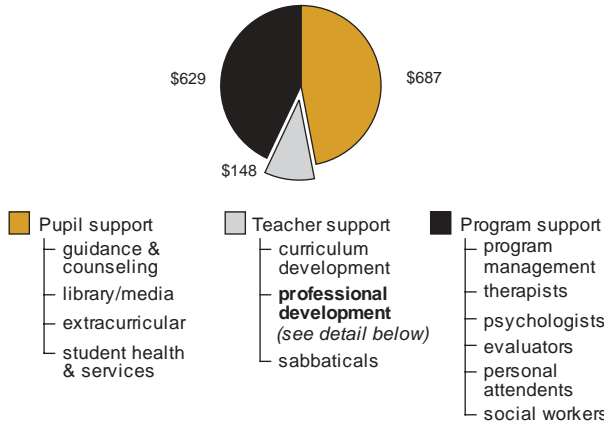 $629
$687
$148
Pupil support
guidance &
counseling
library/media
extracurricular
student health
& services
Teacher support
curriculum
development
professional
development
(see detail below)
sabbaticals
Program support
program
management
therapists
psychologists
evaluators
personal
attendents
social workers